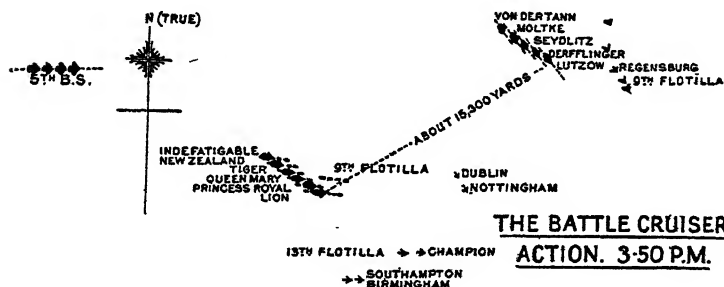 N (TRUE)
5TH B.S.
VON DER TANN
MOLTKE
SEYDLITZ
DERFFLINGER
LUTZOW
REGENSBURG
9TH FLOTILLA
ABOUT 15,300 YARDS
INDEFATIGABLE
NEW ZEALAND
TIGER
QUEEN MARY
PRINCESS ROYAL
LION
9TH FLOTILLA
DUBLIN
NOTTINGHAM
13TH FLOTILLA CHAMPION
SOUTHAMPTON
BIRMINGHAM
THE BATTLE CRUISER
ACTION. 3·50 P.M.